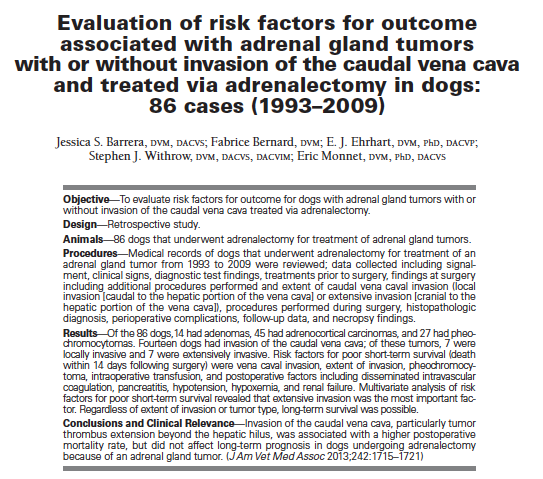 Evaluation of risk factors for outcome
associated with adrenal gland tumors
with or without invasion of the caudal vena cava
and treated via adrenalectomy in dogs:
86 cases (1993–2009)
Jessica S. Barrera, DVM, DACVS; Fabrice Bernard, DVM; E. J. Ehrhart, DVM, PhD, DACVP;
Stephen J. Withrow, DVM, DACVS, DACVIM; Eric Monnet, DVM, PhD, DACVS
Objective—To evaluate risk factors for outcome for dogs with adrenal gland tumors with or
without invasion of the caudal vena cava treated via adrenalectomy.
Design—Retrospective study.
Animals—86 dogs that underwent adrenalectomy for treatment of adrenal gland tumors.
Procedures—Medical records of dogs that underwent adrenalectomy for treatment of an
adrenal gland tumor from 1993 to 2009 were reviewed; data collected including signal-
ment, clinical signs, diagnostic test findings, treatments prior to surgery, findings at surgery
including additional procedures performed and extent of caudal vena caval invasion (local
invasion [caudal to the hepatic portion of the vena cava] or extensive invasion [cranial to the
hepatic portion of the vena cava]), procedures performed during surgery, histopathologic
diagnosis, perioperative complications, follow-up data, and necropsy findings.
Results—Of the 86 dogs, 14 had adenomas, 45 had adrenocortical carcinomas, and 27 had pheo-
chromocytomas. Fourteen dogs had invasion of the caudal vena cava; of these tumors, 7 were
locally invasive and 7 were extensively invasive. Risk factors for poor short-term survival (death
within 14 days following surgery) were vena caval invasion, extent of invasion, pheochromocy-
toma, intraoperative transfusion, and postoperative factors including disseminated intravascular
coagulation, pancreatitis, hypotension, hypoxemia, and renal failure. Multivariate analysis of risk
factors for poor short-term survival revealed that extensive invasion was the most important fac-
tor. Regardless of extent of invasion or tumor type, long-term survival was possible.
Conclusions and Clinical Relevance—Invasion of the caudal vena cava, particularly tumor
thrombus extension beyond the hepatic hilus, was associated with a higher postoperative
mortality rate, but did not affect long-term prognosis in dogs undergoing adrenalectomy
because of an adrenal gland tumor. (J Am Vet Med Assoc 2013;242:1715–1721)